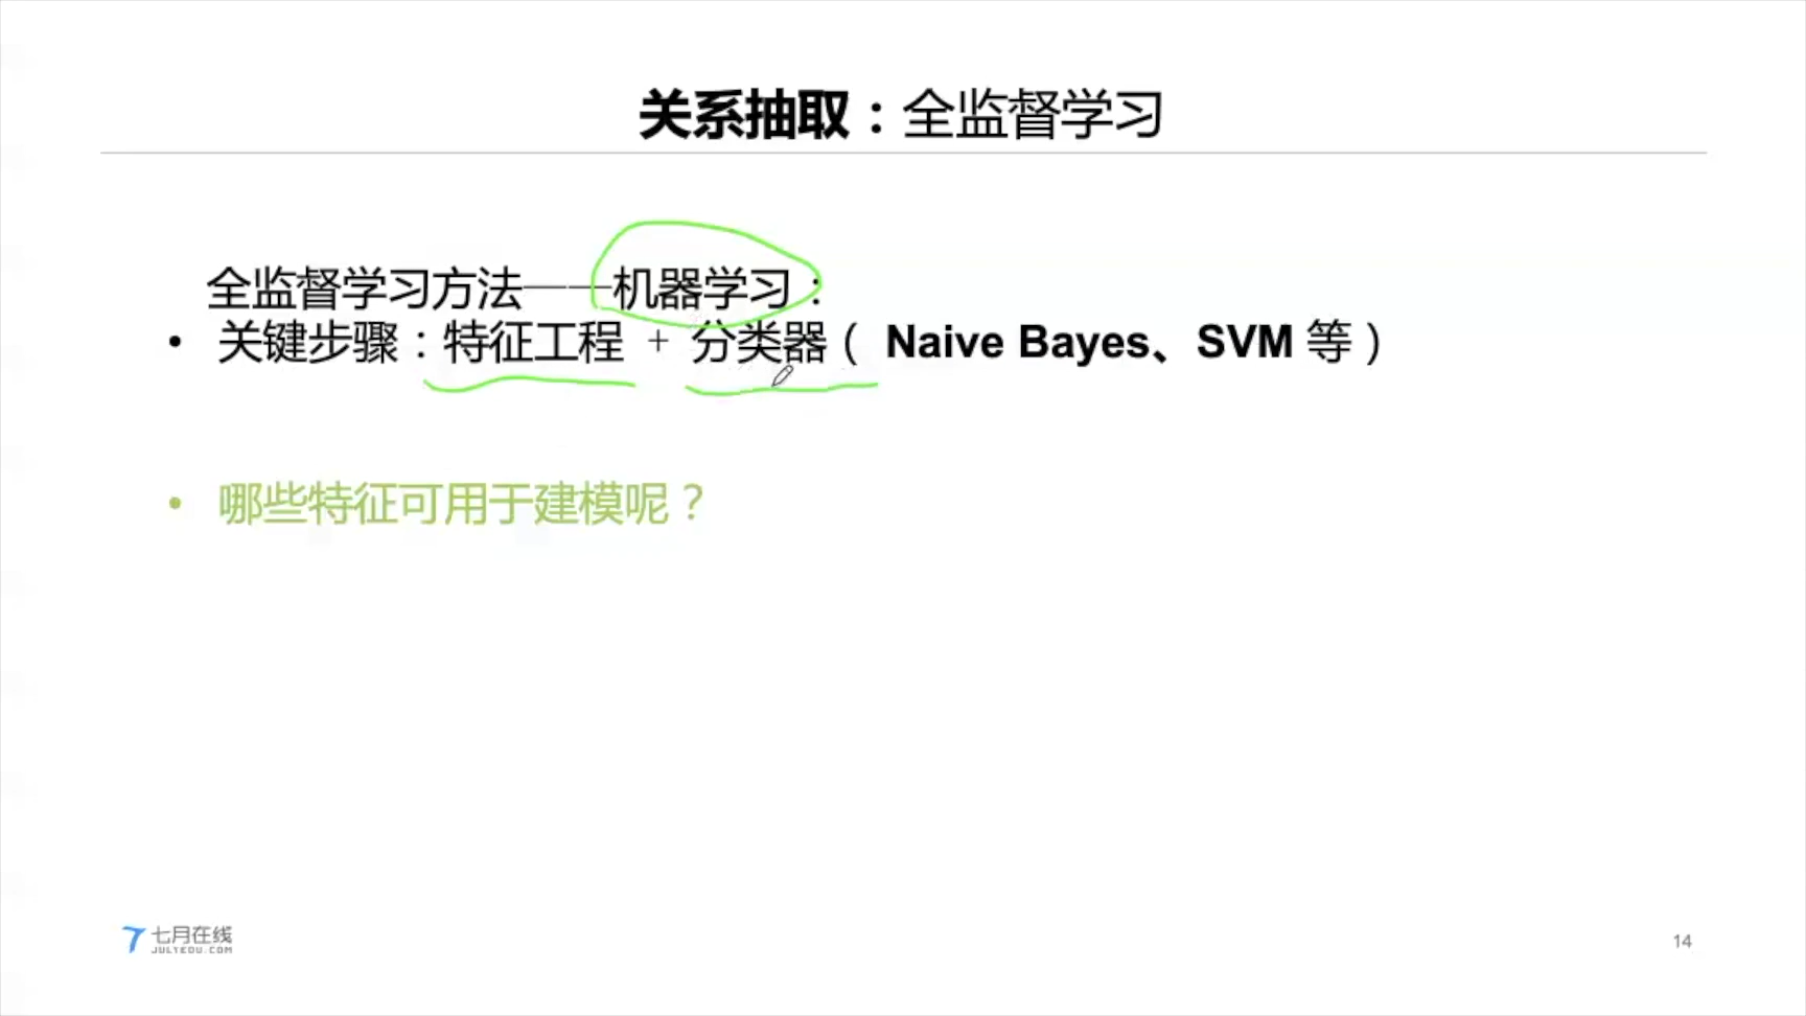 关系抽取：全监督学习
全监督学习方法——机器学习：
• 关键步骤：特征工程 + 分类器（ Naive Bayes、SVM 等）
• 哪些特征可用于建模呢？
七月在线
JULYEDU.COM
14